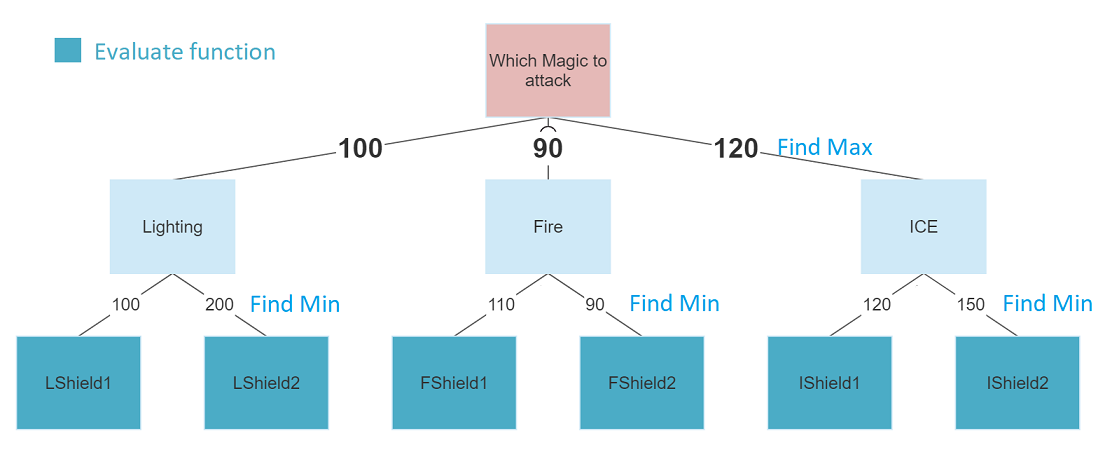 Evaluate function
Which Magic to
attack
100
90
120
Find Max
Lighting
Fire
ICE
100
200
Find Min
110
90
Find Min
120
150
Find Min
LShield1
LShield2
FShield1
FShield2
IShield1
IShield2